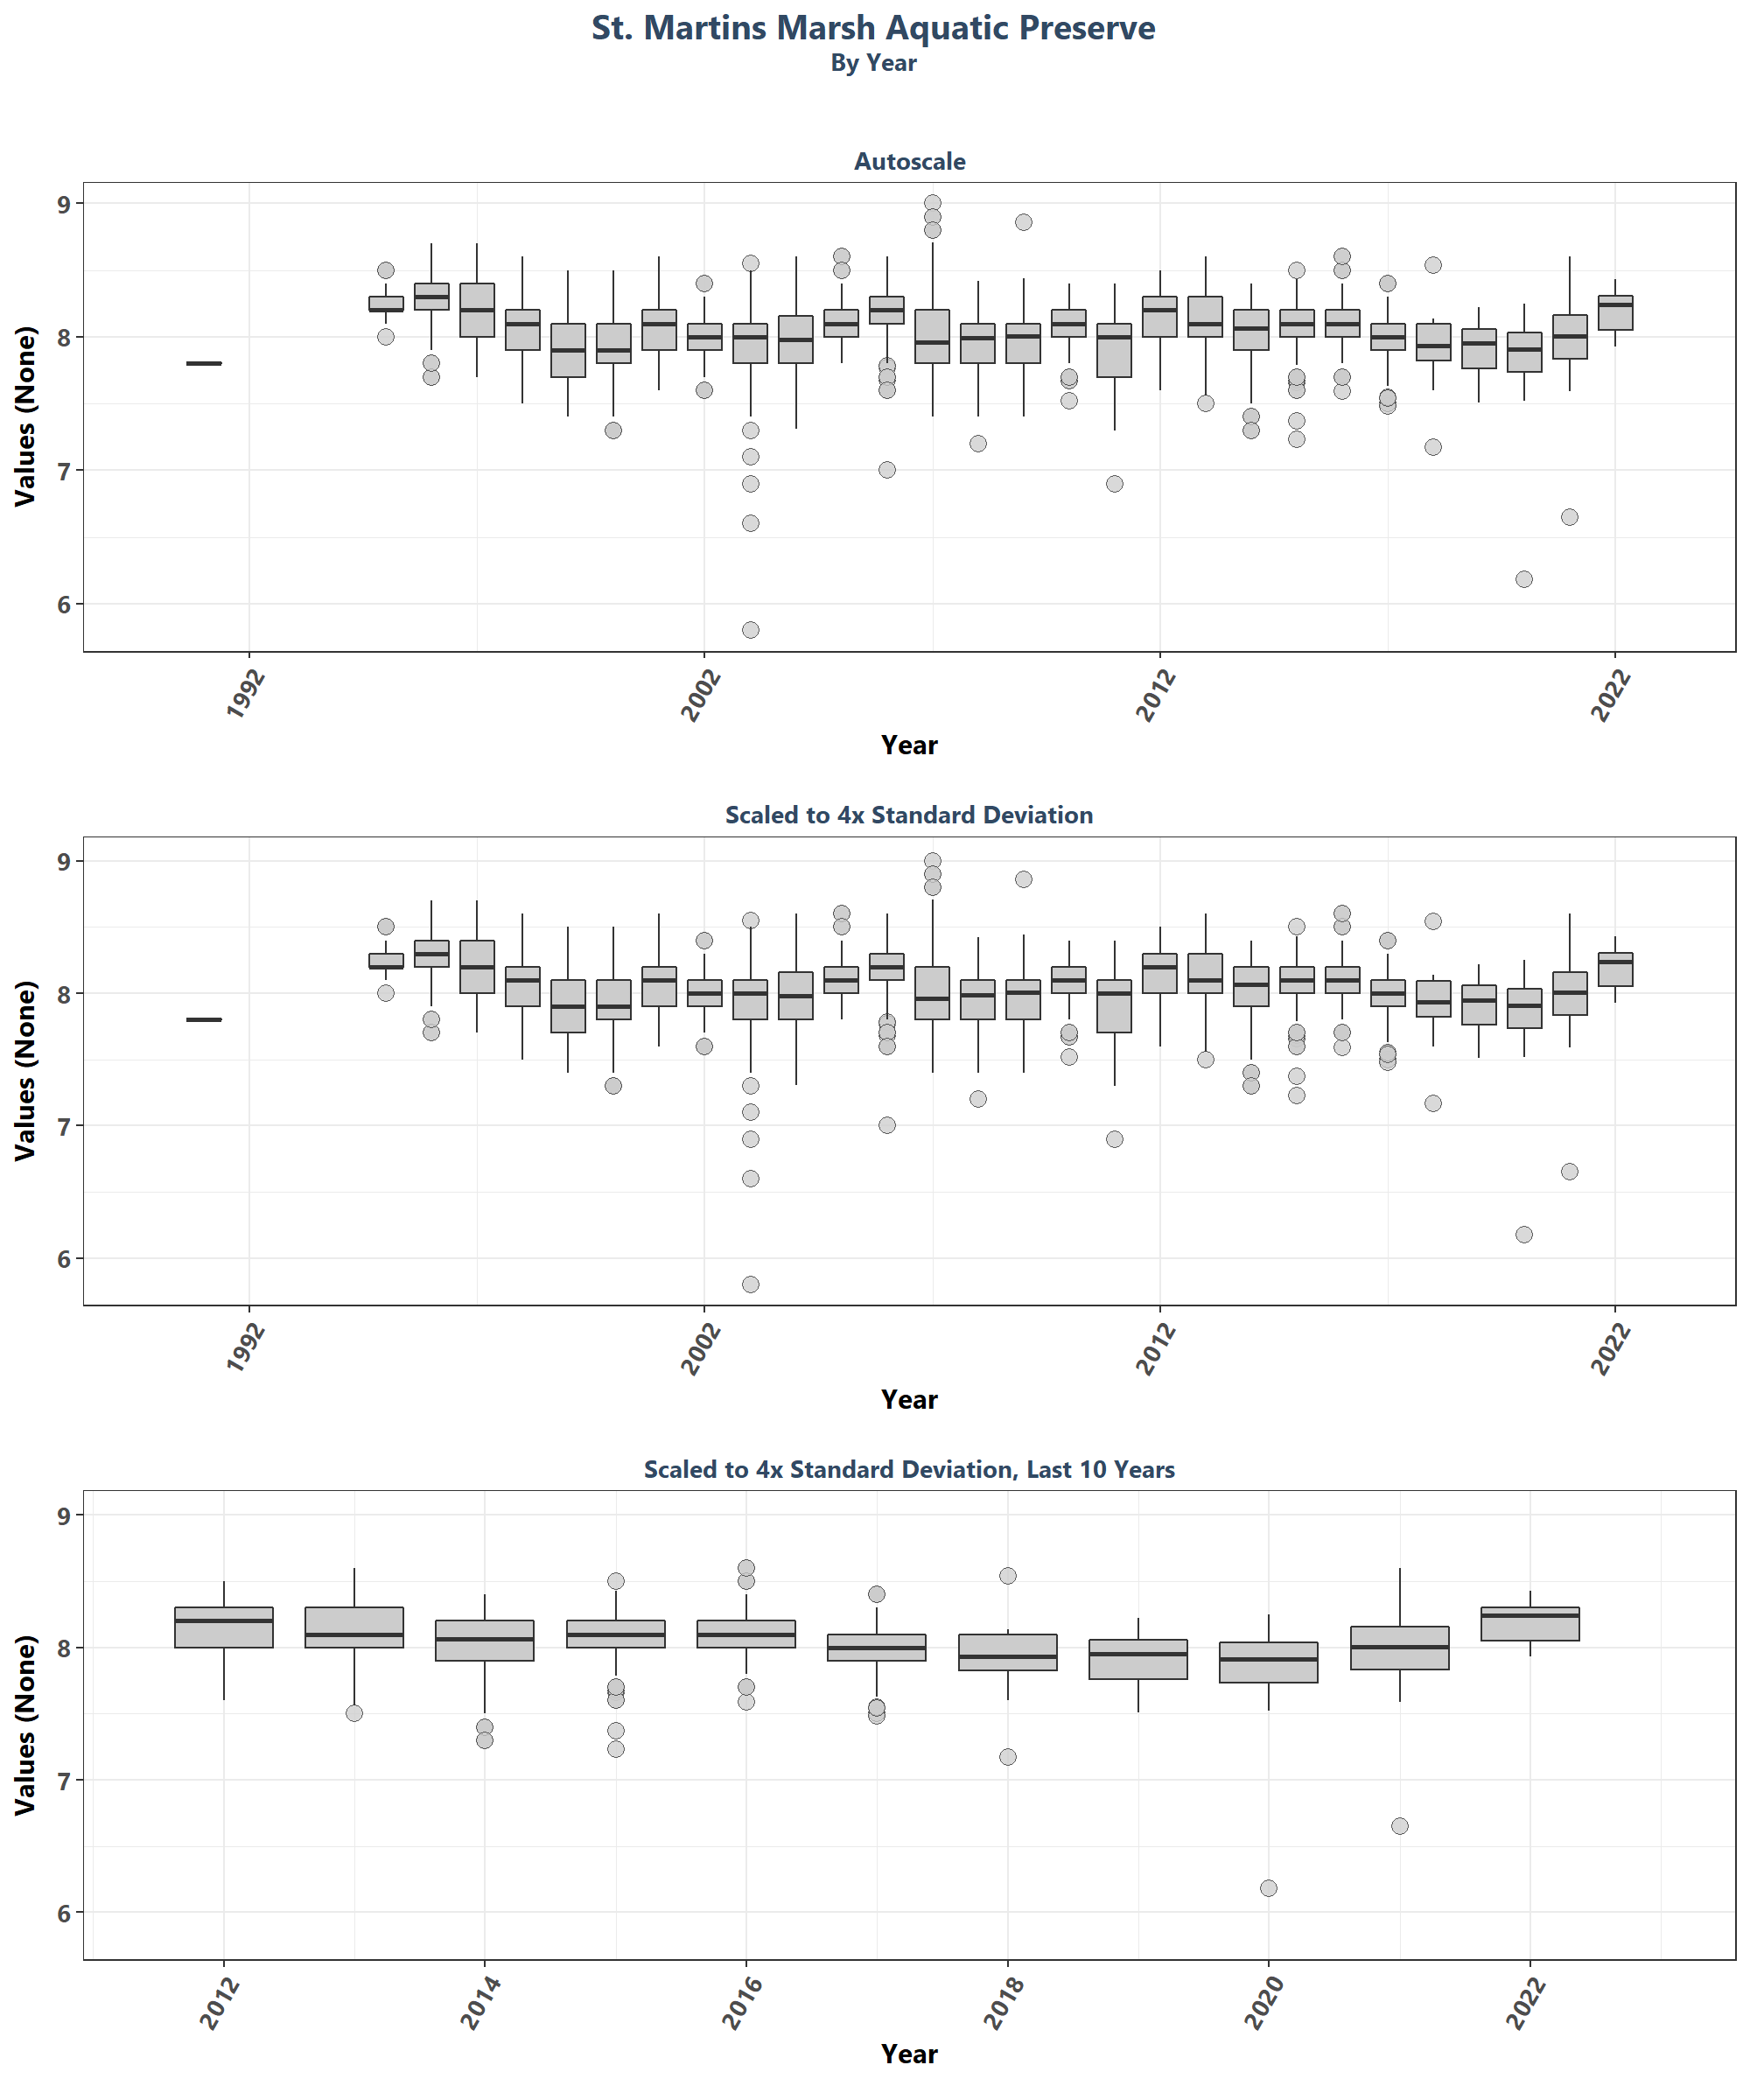 St. Martins Marsh Aquatic Preserve
By Year
Autoscale
Values (None)
9
8
7
6
1992
2002
2012
2022
Year
Scaled to 4x Standard Deviation
Values (None)
9
8
7
6
1992
2002
2012
2022
Year
Scaled to 4x Standard Deviation, Last 10 Years
Values (None)
9
8
7
6
2012
2014
2016
2018
2020
2022
Year